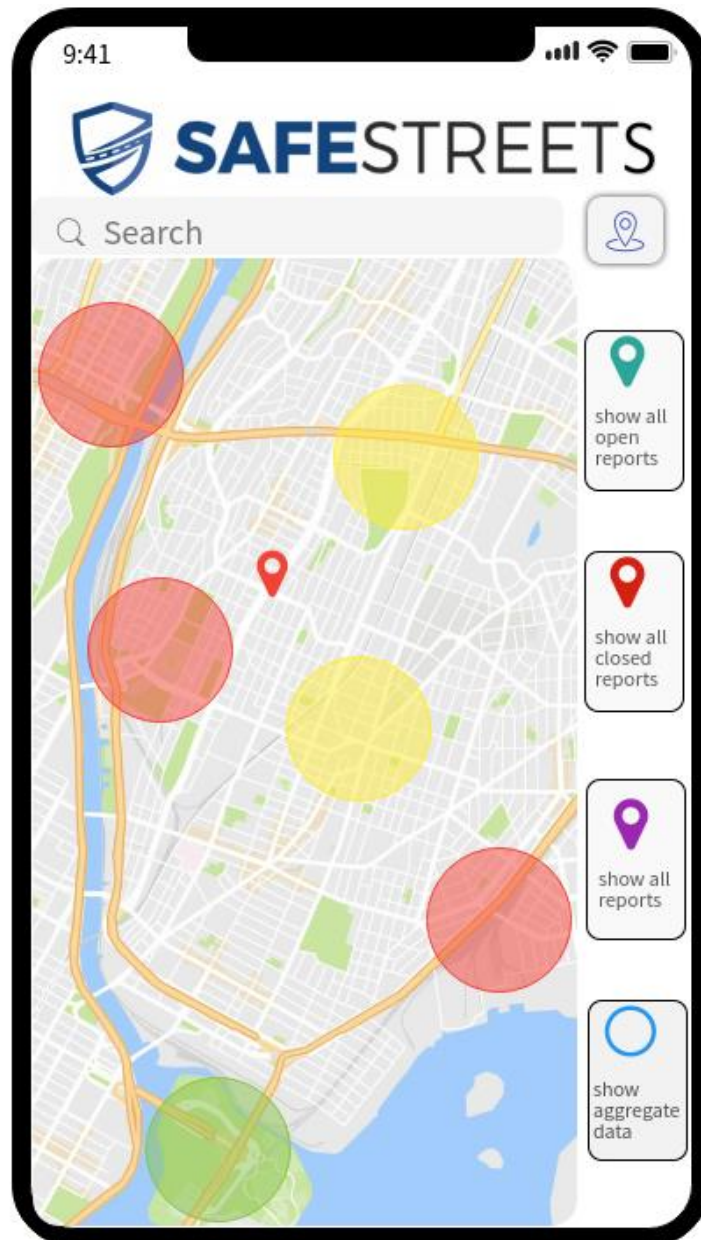 9:41
SAFESTREETS
Search
show all
open
reports
show all
closed
reports
show all
reports
show
aggregate
data